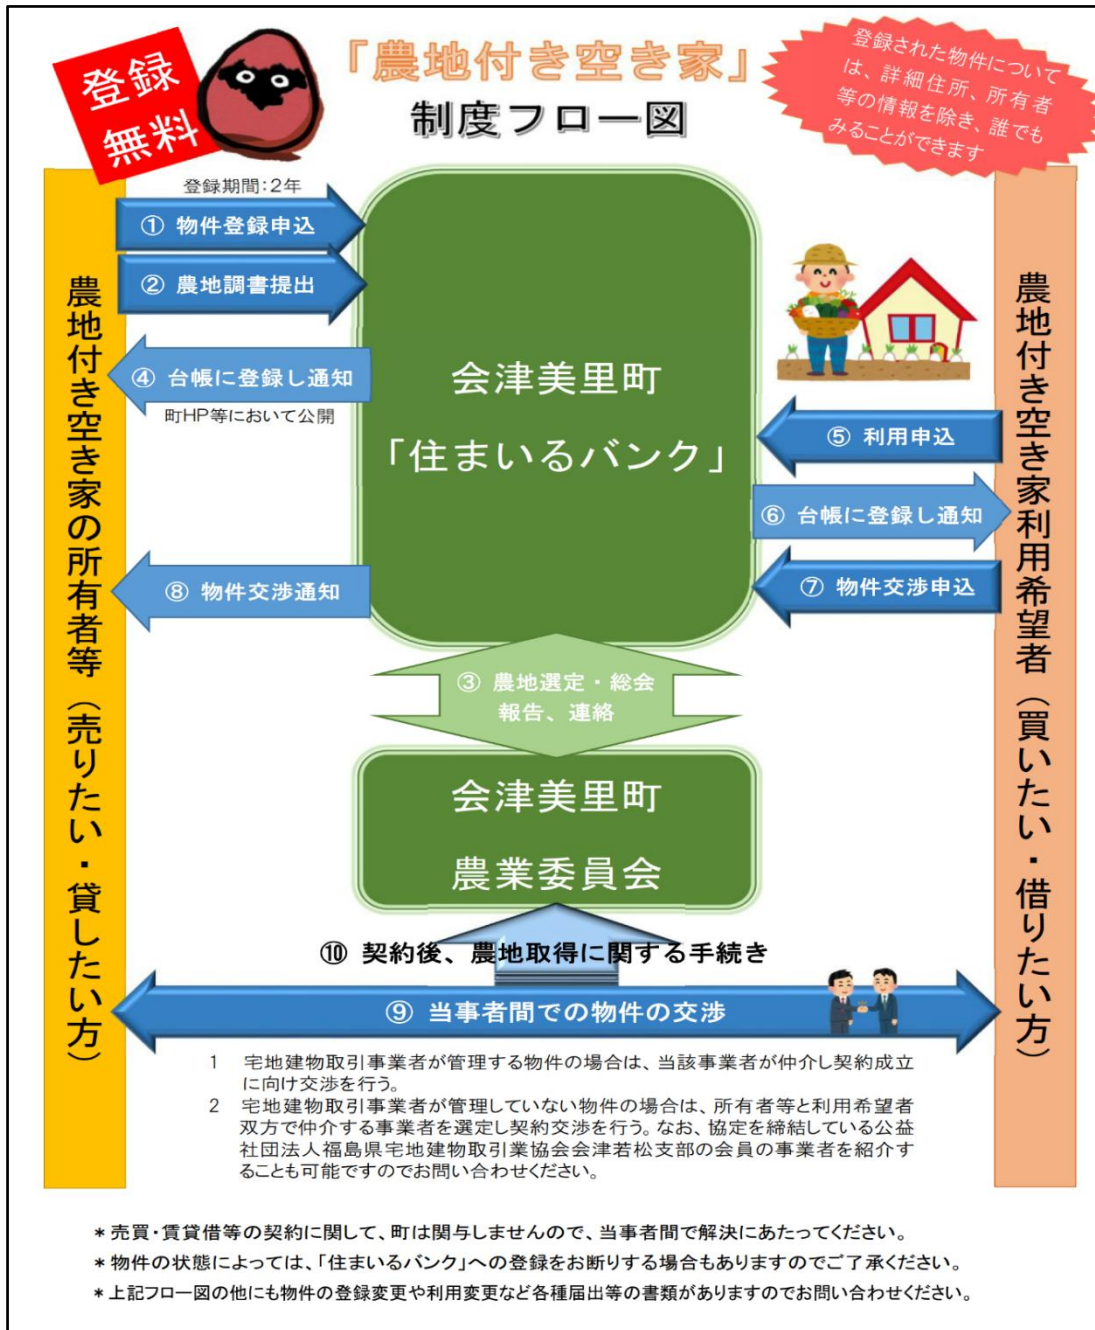 登録
無料
「農地付き空き家」
制度フロー図
登録された物件について
は、詳細住所、所有者
等の情報を除き、誰でも
みることができます
農地付き空き家の所有者等（売りたい・貸したい方）
登録期間：2年
① 物件登録申込
② 農地調書提出
④ 台帳に登録し通知
町HP等において公開
⑧ 物件交渉通知
会津美里町
「住まいるバンク」
⑤ 利用申込
⑥ 台帳に登録し通知
⑦ 物件交渉申込
農地付き空き家利用希望者（買いたい・借りたい方）
③ 農地選定・総会
報告、連絡
会津美里町
農業委員会
⑩ 契約後、農地取得に関する手続き
⑨ 当事者間での物件の交渉
1 宅地建物取引事業者が管理する物件の場合は、当該事業者が仲介し契約成立
に向け交渉を行う。
2 宅地建物取引事業者が管理していない物件の場合は、所有者等と利用希望者
双方で仲介する事業者を選定し契約交渉を行う。なお、協定を締結している公益
社団法人福島県宅地建物取引業協会会津若松支部の会員の事業者を紹介す
ることも可能ですのでお問い合わせください。
＊売買・賃貸借等の契約に関して、町は関与しませんので、当事者間で解決にあたってください。
＊物件の状態によっては、「住まいるバンク」への登録をお断りする場合もありますのでご了承ください。
＊上記フロー図の他にも物件の登録変更や利用変更など各種届出等の書類がありますのでお問い合わせください。